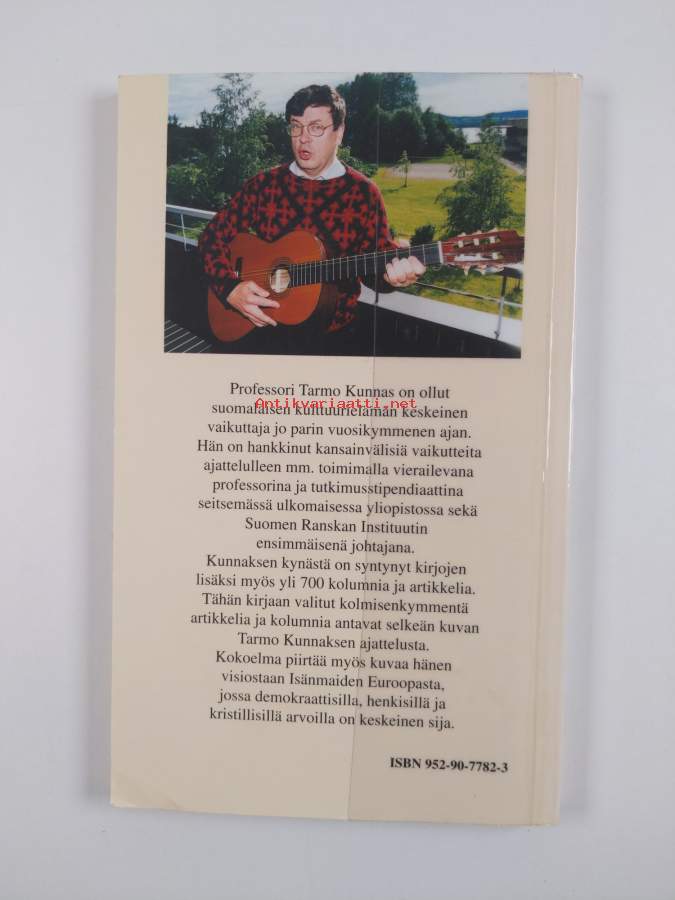 Professori Tarmo Kunnas on ollut
Antikvariaatti.net
suomalaisen kulttuurielämän keskeinen
vaikuttaja jo parin vuosikymmenen ajan.
Hän on hankkinut kansainvälisiä vaikutteita
ajattelulleen mm. toimimalla vierailevana
professorina ja tutkimusstipendiaattina
seitsemässä ulkomaisessa yliopistossa sekä
Suomen Ranskan Instituutin
ensimmäisenä johtajana.
Kunnaksen kynästä on syntynyt kirjojen
lisäksi myös yli 700 kolumnia ja artikkelia.
Tähän kirjaan valitut kolmisenkymmentä
artikkelia ja kolumnia antavat selkeän kuvan
Tarmo Kunnaksen ajattelusta.
Kokoelma piirtää myös kuvaa hänen
visiostaan Isänmaiden Euroopasta,
jossa demokraattisilla, henkisillä ja
kristillisillä arvoilla on keskeinen sija.
ISBN 952-90-7782-3